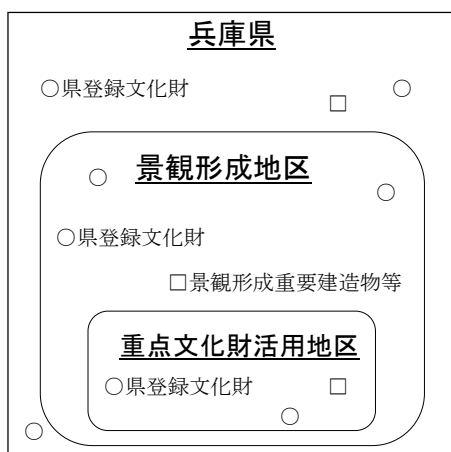 兵庫県
○県登録文化財
○
□
景観形成地区
○
○
○県登録文化財
□景観形成重要建造物等
重点文化財活用地区
○県登録文化財
□
○
○